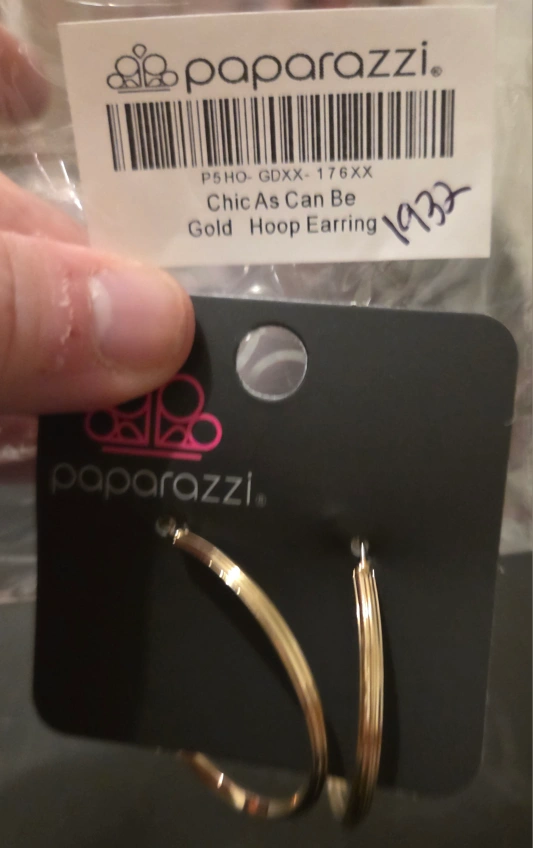 paparazzi®
P5HO-GDXX-176XX
Chic As Can Be
Gold Hoop Earring
1932
paparazzi®